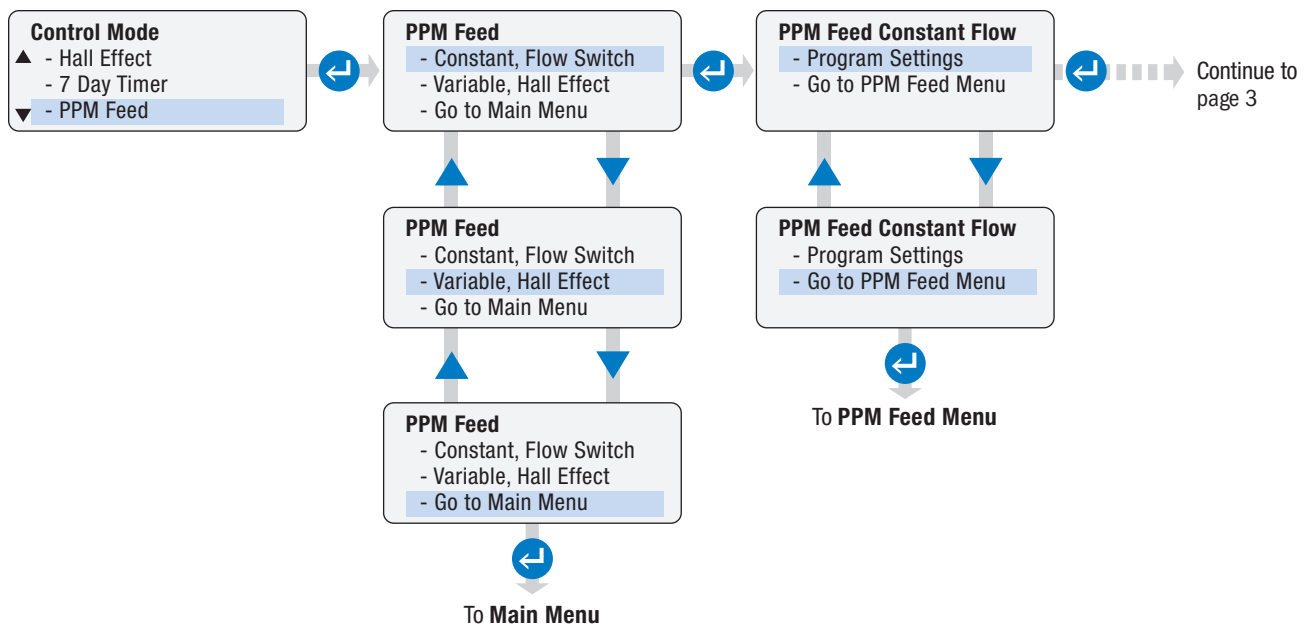 Control Mode
- Hall Effect
- 7 Day Timer
- PPM Feed
PPM Feed
- Constant, Flow Switch
- Variable, Hall Effect
- Go to Main Menu
PPM Feed Constant Flow
- Program Settings
- Go to PPM Feed Menu
Continue to
page 3
PPM Feed
- Constant, Flow Switch
- Variable, Hall Effect
- Go to Main Menu
PPM Feed Constant Flow
- Program Settings
- Go to PPM Feed Menu
To PPM Feed Menu
PPM Feed
- Constant, Flow Switch
- Variable, Hall Effect
- Go to Main Menu
To Main Menu